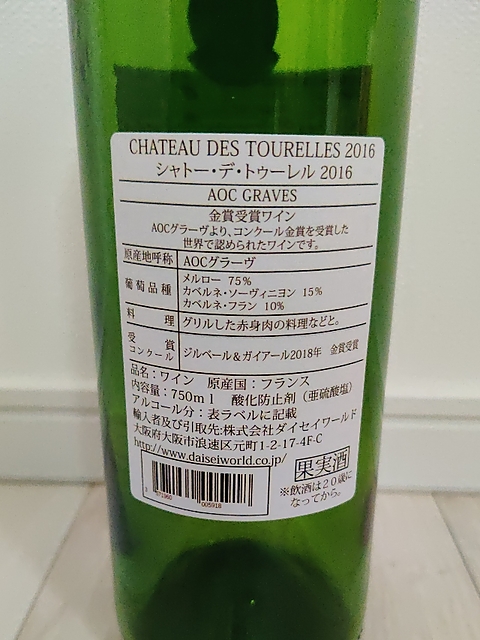 CHATEAU DES TOURELLES 2016
シャトー・デ・トゥーレル 2016
AOC GRAVES
金賞受賞ワイン
AOCグラーヴより、コンクール金賞を受賞した
世界で認められたワインです。
原産地呼称 AOCグラーヴ
葡萄品種 メルロー 75%
カベルネ・ソーヴィニヨン 15%
カベルネ・フラン 10%
料理 グリルした赤身肉の料理などと。
受賞
コンクール ジルベール&ガイアール2018年 金賞受賞
品名:ワイン 原産国:フランス
内容量:750ml 酸化防止剤(亜硫酸塩)
アルコール分:表ラベルに記載
輸入者及び引取先:株式会社ダイセイワールド
大阪府大阪市浪速区元町1-2-17-4F-C
http://www.daiseiworld.co.jp/
果実酒
※飲酒は20歳に
なってから。
005918